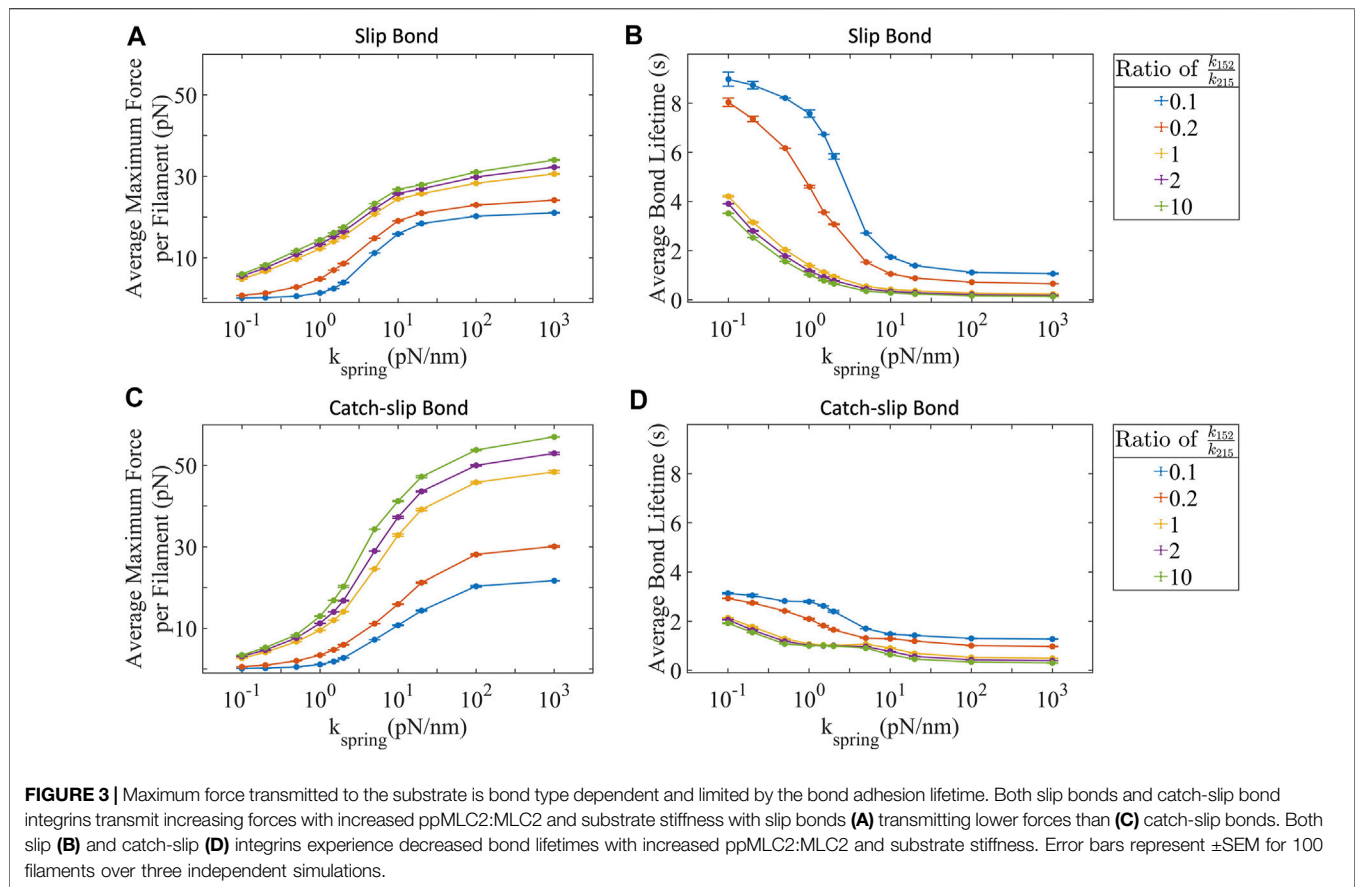 A
Slip Bond
Average Maximum Force
per Filament (pN)
50
30
10
10^-1
10^0
10^1
10^2
10^3
k_spring(pN/nm)
B
Slip Bond
Average Bond Lifetime (s)
8
6
4
2
0
10^-1
10^0
10^1
10^2
10^3
k_spring(pN/nm)
Ratio of k_152/k_215
0.1
0.2
1
2
10
C
Catch-slip Bond
Average Maximum Force
per Filament (pN)
50
30
10
10^-1
10^0
10^1
10^2
10^3
k_spring(pN/nm)
D
Catch-slip Bond
Average Bond Lifetime (s)
8
6
4
2
0
10^-1
10^0
10^1
10^2
10^3
k_spring(pN/nm)
Ratio of k_152/k_215
0.1
0.2
1
2
10
FIGURE 3 | Maximum force transmitted to the substrate is bond type dependent and limited by the bond adhesion lifetime. Both slip bonds and catch-slip bond
integrins transmit increasing forces with increased ppMLC2:MLC2 and substrate stiffness with slip bonds (A) transmitting lower forces than (C) catch-slip bonds. Both
slip (B) and catch-slip (D) integrins experience decreased bond lifetimes with increased ppMLC2:MLC2 and substrate stiffness. Error bars represent ±SEM for 100
filaments over three independent simulations.